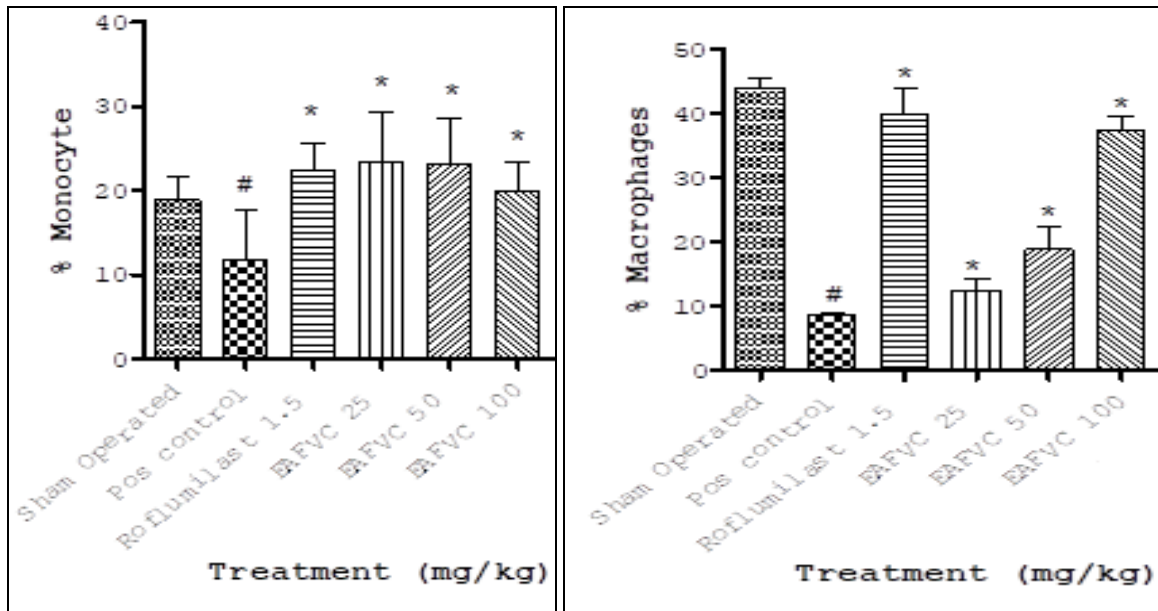 % Monocyte
40
30
20
10
0
*
*
*
*
#
Sham Operated
Pos control
Roflumilast 1.5
EAFVC 25
EAFVC 50
EAFVC 100
Treatment (mg/kg)
% Macrophages
50
40
30
20
10
0
*
*
*
*
#
Sham Operated
Pos control
Roflumilast 1.5
EAFVC 25
EAFVC 50
EAFVC 100
Treatment (mg/kg)